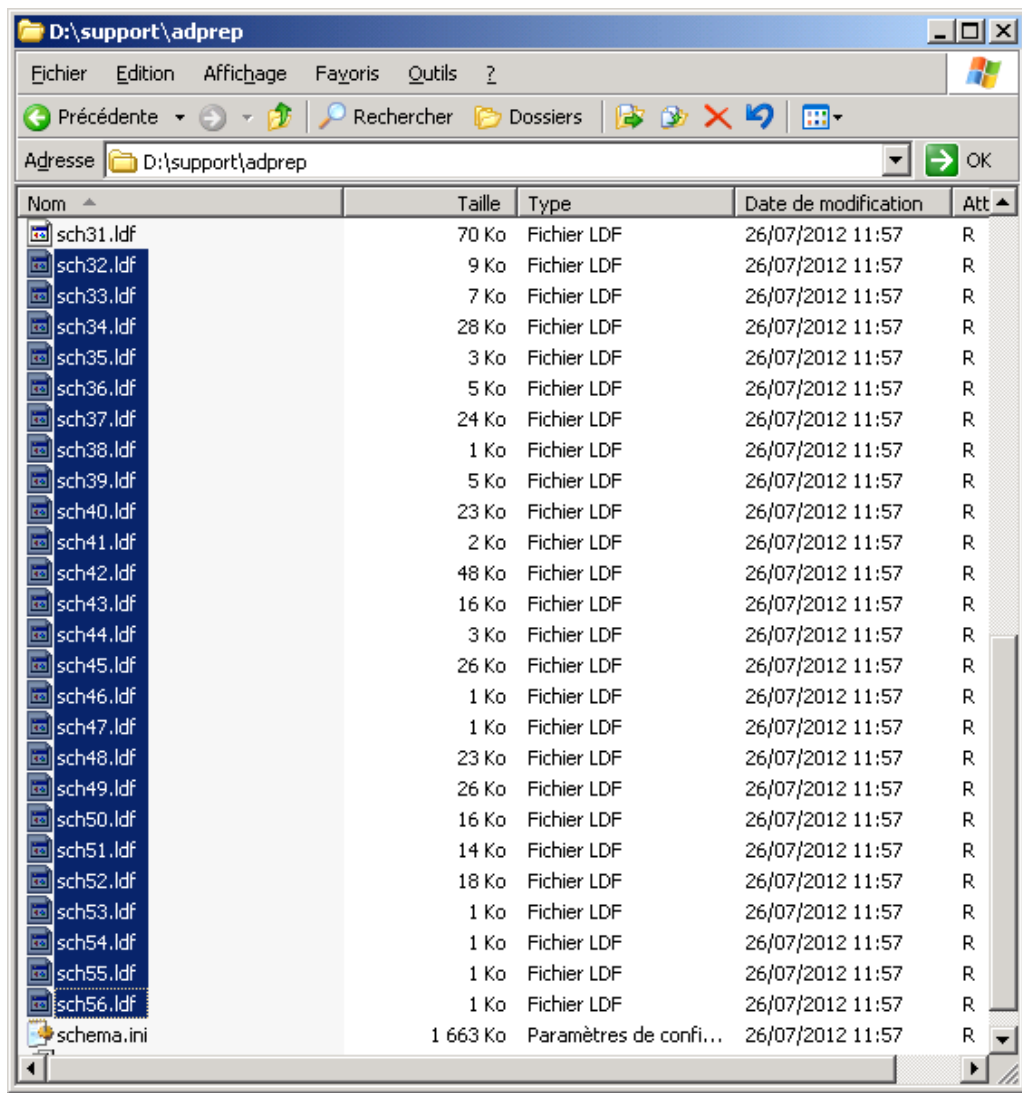 D:\support\adprep
Fichier Edition Affichage Favoris Outils ?
Précédente Rechercher Dossiers
Adresse D:\support\adprep OK
Nom Taille Type Date de modification Att
sch31.ldf 70 Ko Fichier LDF 26/07/2012 11:57 R
sch32.ldf 9 Ko Fichier LDF 26/07/2012 11:57 R
sch33.ldf 7 Ko Fichier LDF 26/07/2012 11:57 R
sch34.ldf 28 Ko Fichier LDF 26/07/2012 11:57 R
sch35.ldf 3 Ko Fichier LDF 26/07/2012 11:57 R
sch36.ldf 5 Ko Fichier LDF 26/07/2012 11:57 R
sch37.ldf 24 Ko Fichier LDF 26/07/2012 11:57 R
sch38.ldf 1 Ko Fichier LDF 26/07/2012 11:57 R
sch39.ldf 5 Ko Fichier LDF 26/07/2012 11:57 R
sch40.ldf 23 Ko Fichier LDF 26/07/2012 11:57 R
sch41.ldf 2 Ko Fichier LDF 26/07/2012 11:57 R
sch42.ldf 48 Ko Fichier LDF 26/07/2012 11:57 R
sch43.ldf 16 Ko Fichier LDF 26/07/2012 11:57 R
sch44.ldf 3 Ko Fichier LDF 26/07/2012 11:57 R
sch45.ldf 26 Ko Fichier LDF 26/07/2012 11:57 R
sch46.ldf 1 Ko Fichier LDF 26/07/2012 11:57 R
sch47.ldf 1 Ko Fichier LDF 26/07/2012 11:57 R
sch48.ldf 23 Ko Fichier LDF 26/07/2012 11:57 R
sch49.ldf 26 Ko Fichier LDF 26/07/2012 11:57 R
sch50.ldf 16 Ko Fichier LDF 26/07/2012 11:57 R
sch51.ldf 14 Ko Fichier LDF 26/07/2012 11:57 R
sch52.ldf 18 Ko Fichier LDF 26/07/2012 11:57 R
sch53.ldf 1 Ko Fichier LDF 26/07/2012 11:57 R
sch54.ldf 1 Ko Fichier LDF 26/07/2012 11:57 R
sch55.ldf 1 Ko Fichier LDF 26/07/2012 11:57 R
sch56.ldf 1 Ko Fichier LDF 26/07/2012 11:57 R
schema.ini 1 663 Ko Paramètres de confi... 26/07/2012 11:57 R